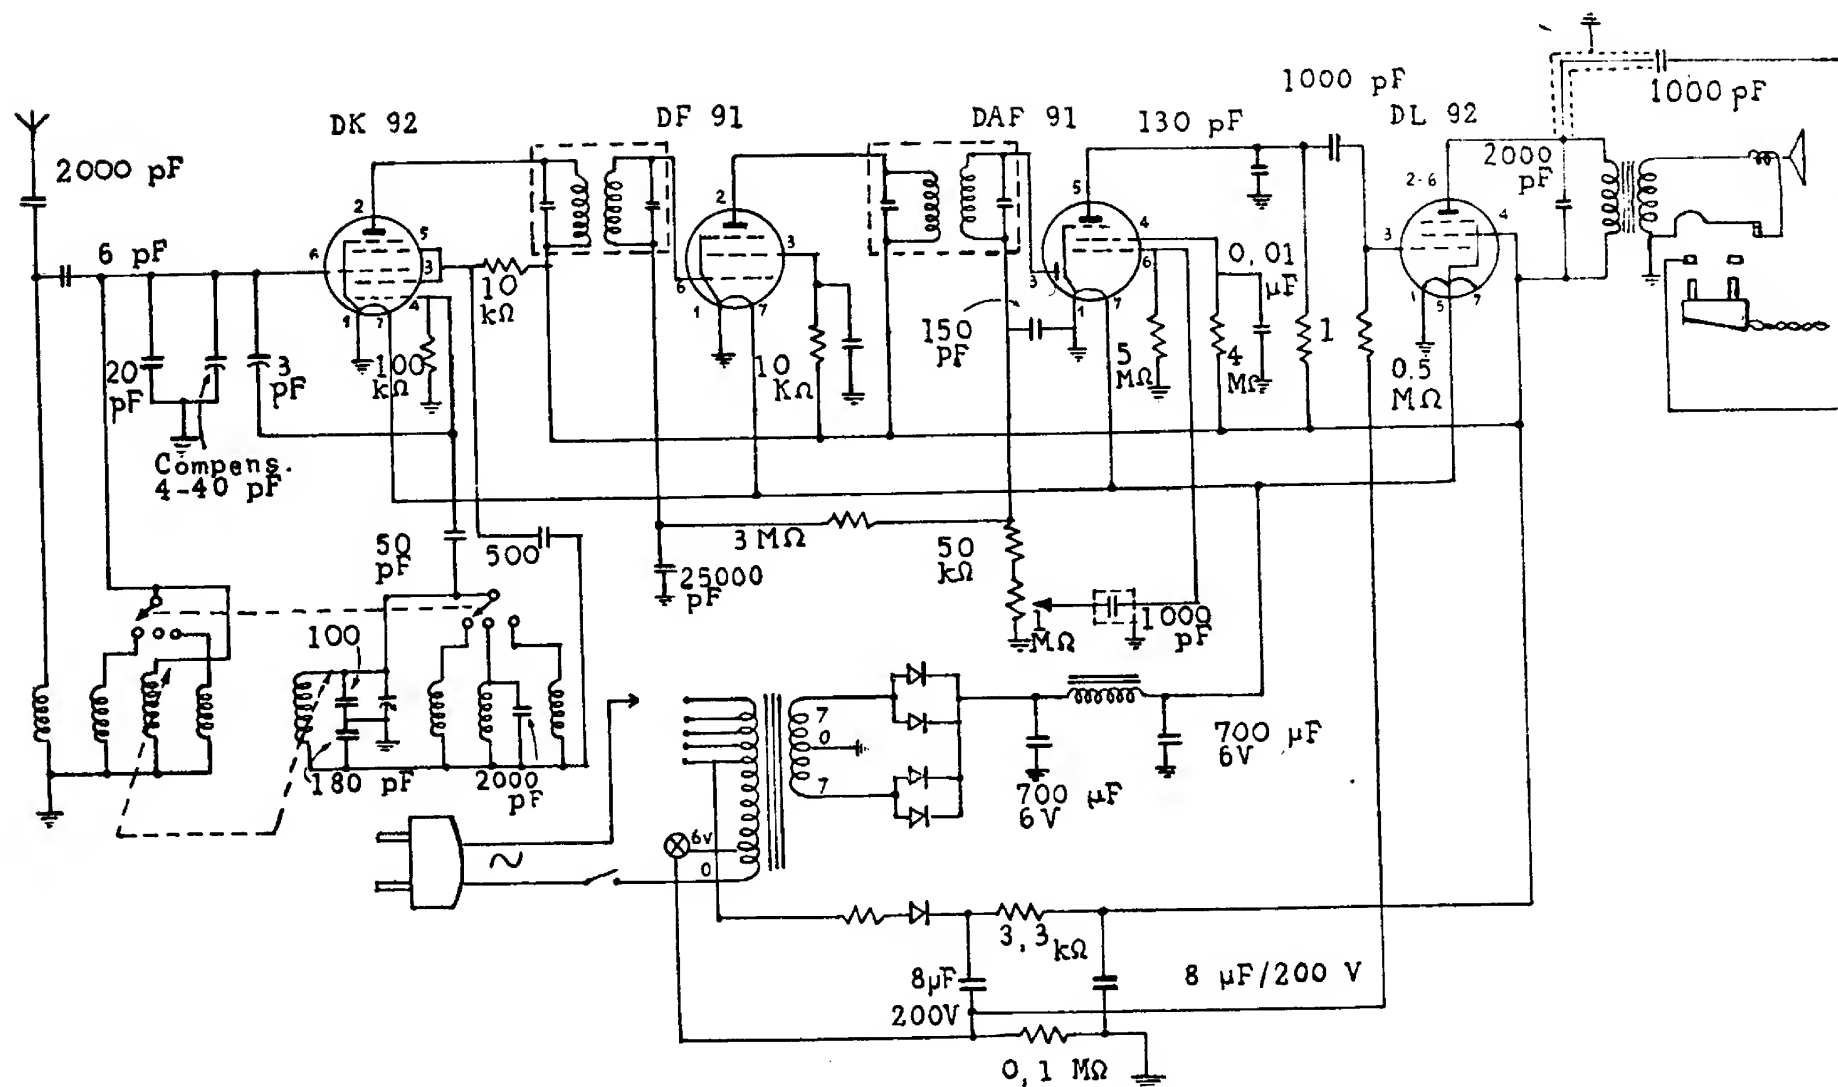 1000 pF
1000 pF
DK 92
DF 91
DAF 91
130 pF
DL 92
2000 pF
2000
pF
2
5
6
3
4
1
7
2
3
6
1
7
5
4
6
3
1
7
2-6
3
4
1
5
7
6 pF
10
kΩ
0,01
μF
20
pF
3
pF
100
kΩ
10
KΩ
150
pF
5
MΩ
4
MΩ
1
0.5
MΩ
Compens.
4-40 pF
50
pF
500
3 MΩ
50
kΩ
25000
pF
1
MΩ
1000
pF
100
180 pF
2000
pF
7
0
7
700 μF
6V
700 μF
6V
6v
0
~
3,3
kΩ
8μF
200V
8 μF/200 V
0,1 MΩ